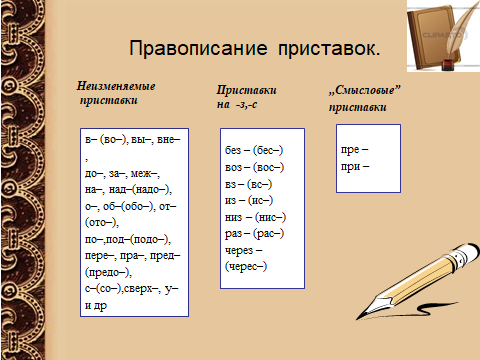 Правописание приставок.
CLIPARTO
Неизменяемые
приставки
в– (во–), вы–, вне–
,
до–, за–, меж–,
на–, над–(надо–),
о–, об–(обо–), от–
(ото–),
по–,под–(подо–),
пере–, пра–, пред–
(предо–),
с–(со–),сверх–, у–
и др
Приставки
на -з,-с
без – (бес–)
воз – (вос–)
вз – (вс–)
из – (ис–)
низ – (нис–)
раз – (рас–)
через –
(черес–)
„Смысловые”
приставки
пре –
при –